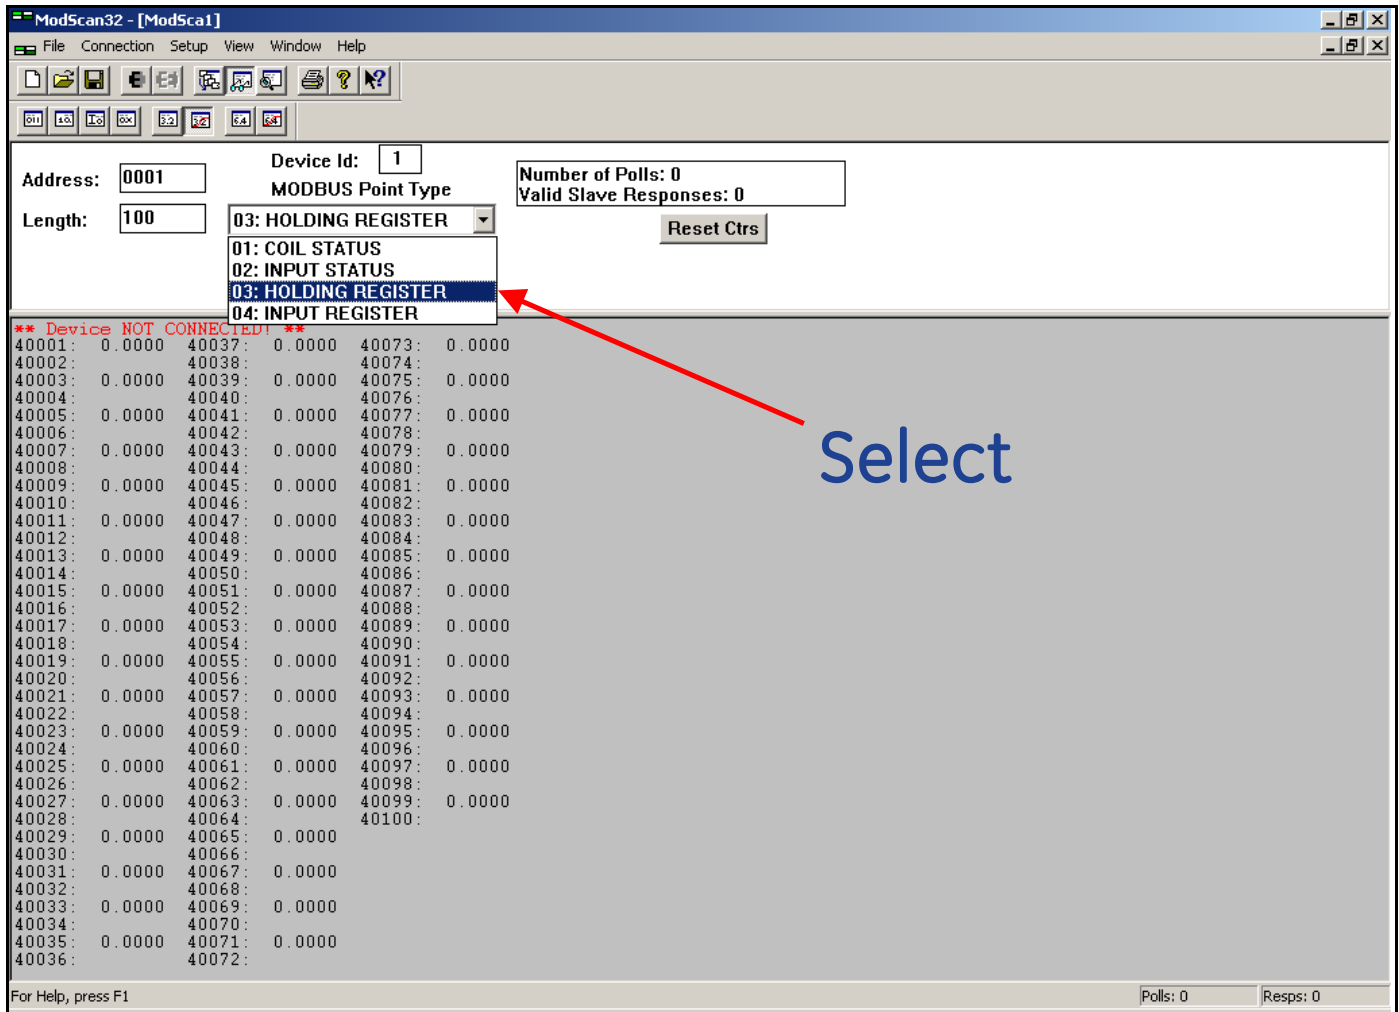 ModScan32 - [ModSca1]
File Connection Setup View Window Help
Address: 0001
Device Id: 1
MODBUS Point Type
Number of Polls: 0
Valid Slave Responses: 0
Length: 100
03: HOLDING REGISTER
Reset Ctrs
01: COIL STATUS
02: INPUT STATUS
03: HOLDING REGISTER
04: INPUT REGISTER
** Device NOT CONNECTED! **
40001: 0.0000 40037: 0.0000 40073: 0.0000
40002: 40038: 40074:
40003: 0.0000 40039: 0.0000 40075: 0.0000
40004: 40040: 40076:
40005: 0.0000 40041: 0.0000 40077: 0.0000
40006: 40042: 40078:
40007: 0.0000 40043: 0.0000 40079: 0.0000
40008: 40044: 40080:
40009: 0.0000 40045: 0.0000 40081: 0.0000
40010: 40046: 40082:
40011: 0.0000 40047: 0.0000 40083: 0.0000
40012: 40048: 40084:
40013: 0.0000 40049: 0.0000 40085: 0.0000
40014: 40050: 40086:
40015: 0.0000 40051: 0.0000 40087: 0.0000
40016: 40052: 40088:
40017: 0.0000 40053: 0.0000 40089: 0.0000
40018: 40054: 40090:
40019: 0.0000 40055: 0.0000 40091: 0.0000
40020: 40056: 40092:
40021: 0.0000 40057: 0.0000 40093: 0.0000
40022: 40058: 40094:
40023: 0.0000 40059: 0.0000 40095: 0.0000
40024: 40060: 40096:
40025: 0.0000 40061: 0.0000 40097: 0.0000
40026: 40062: 40098:
40027: 0.0000 40063: 0.0000 40099: 0.0000
40028: 40064: 40100:
40029: 0.0000 40065: 0.0000
40030: 40066:
40031: 0.0000 40067: 0.0000
40032: 40068:
40033: 0.0000 40069: 0.0000
40034: 40070:
40035: 0.0000 40071: 0.0000
40036: 40072:
Select
For Help, press F1
Polls: 0
Resps: 0